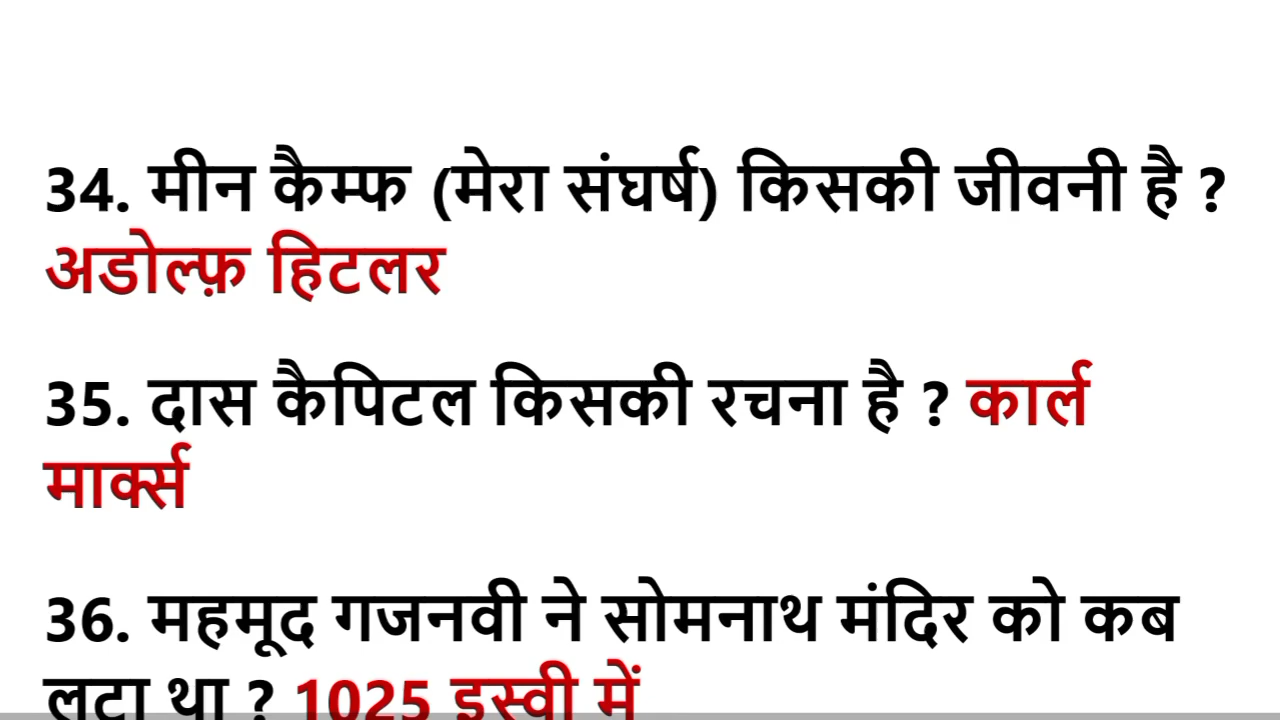 34. मीन कैम्फ (मेरा संघर्ष) किसकी जीवनी है ?
अडोल्फ़ हिटलर
35. दास कैपिटल किसकी रचना है ? कार्ल
मार्क्स
36. महमूद गजनवी ने सोमनाथ मंदिर को कब
लूटा था ? 1025 इस्वी में